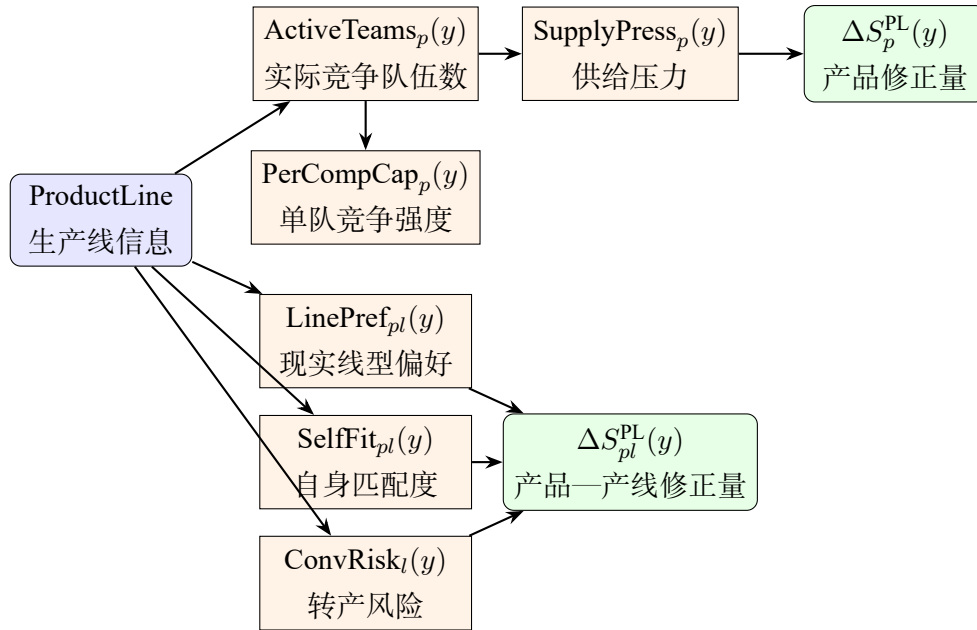 ActiveTeams_p(y)
实际竞争队伍数
SupplyPress_p(y)
供给压力
ΔS_p^PL(y)
产品修正量
PerCompCap_p(y)
单队竞争强度
ProductLine
生产线信息
LinePref_pl(y)
现实线型偏好
SelfFit_pl(y)
自身匹配度
ΔS_pl^PL(y)
产品—产线修正量
ConvRisk_l(y)
转产风险